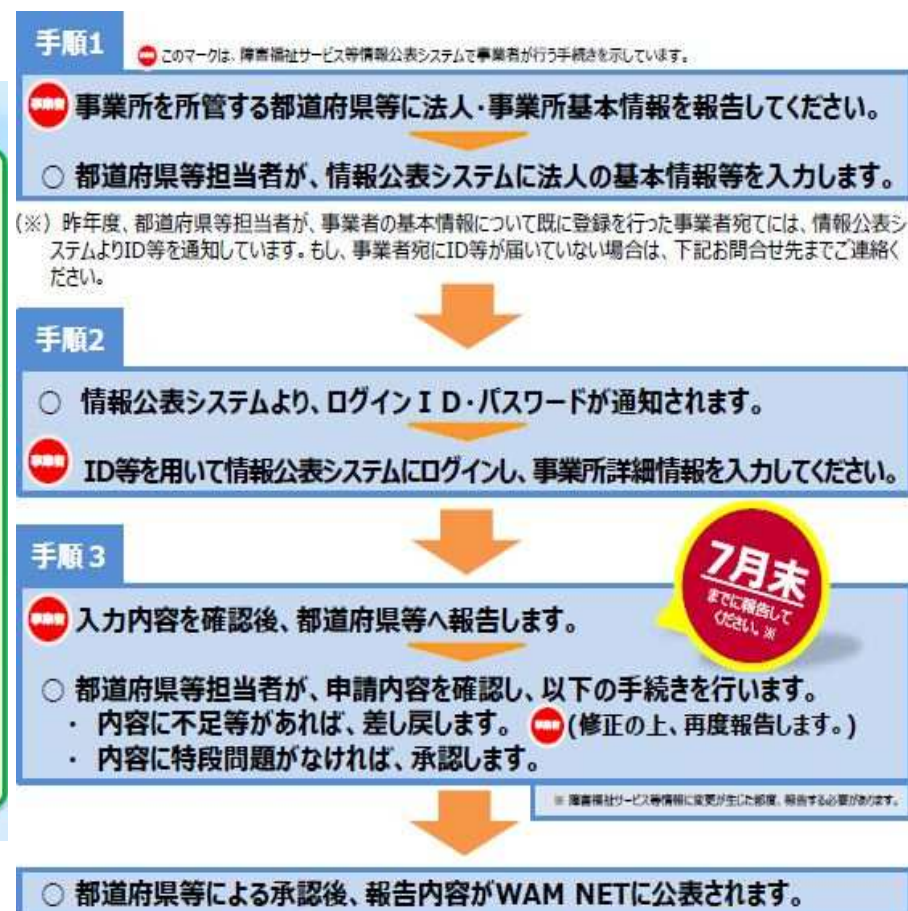 手順1
このマークは、障害福祉サービス等情報公表システムで事業者が行う手続きを示しています。
事業者 事業所を所管する都道府県等に法人・事業所基本情報を報告してください。
○ 都道府県等担当者が、情報公表システムに法人の基本情報等を入力します。
(※) 昨年度、都道府県等担当者が、事業者の基本情報について既に登録を行った事業者宛てには、情報公表シ
ステムよりID等を通知しています。もし、事業者宛にID等が届いていない場合は、下記お問合せ先までご連絡く
ださい。
手順2
○ 情報公表システムより、ログインID・パスワードが通知されます。
事業者 ID等を用いて情報公表システムにログインし、事業所詳細情報を入力してください。
手順3
7月末
までに報告して
ください。※
事業者 入力内容を確認後、都道府県等へ報告します。
○ 都道府県等担当者が、申請内容を確認し、以下の手続きを行います。
・ 内容に不足等があれば、差し戻します。 事業者 (修正の上、再度報告します。)
・ 内容に特段問題がなければ、承認します。
※ 障害福祉サービス等情報に変更が生じた都度、報告する必要があります。
○ 都道府県等による承認後、報告内容がWAM NETに公表されます。